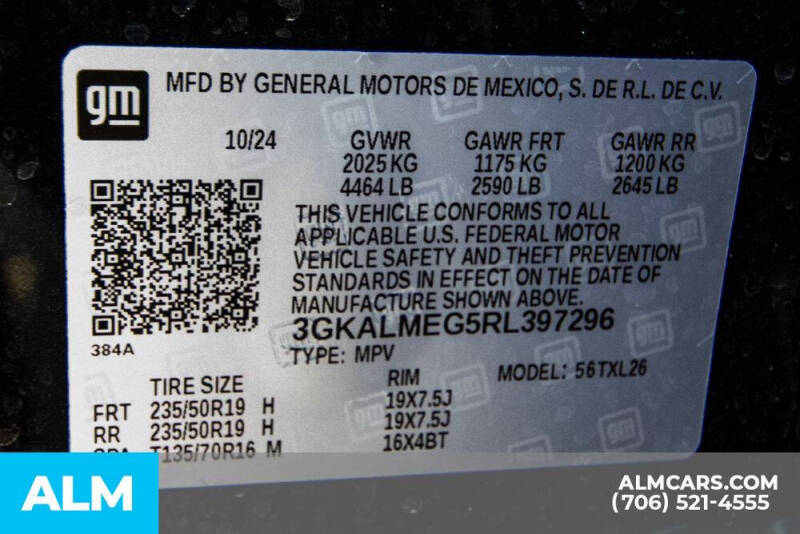 gm
MFD BY GENERAL MOTORS DE MEXICO, S. DE R.L. DE C.V.
10/24 GVWR GAWR FRT GAWR RR
2025 KG 1175 KG 1200 KG
4464 LB 2590 LB 2645 LB
THIS VEHICLE CONFORMS TO ALL
APPLICABLE U.S. FEDERAL MOTOR
VEHICLE SAFETY AND THEFT PREVENTION
STANDARDS IN EFFECT ON THE DATE OF
MANUFACTURE SHOWN ABOVE.
3GKALMEG5RL397296
384A
TYPE: MPV MODEL: 56TXL26
TIRE SIZE RIM
FRT 235/50R19 H 19X7.5J
RR 235/50R19 H 19X7.5J
SPA T135/70R16 M 16X4BT
ALM
ALMCARS.COM
(706) 521-4555